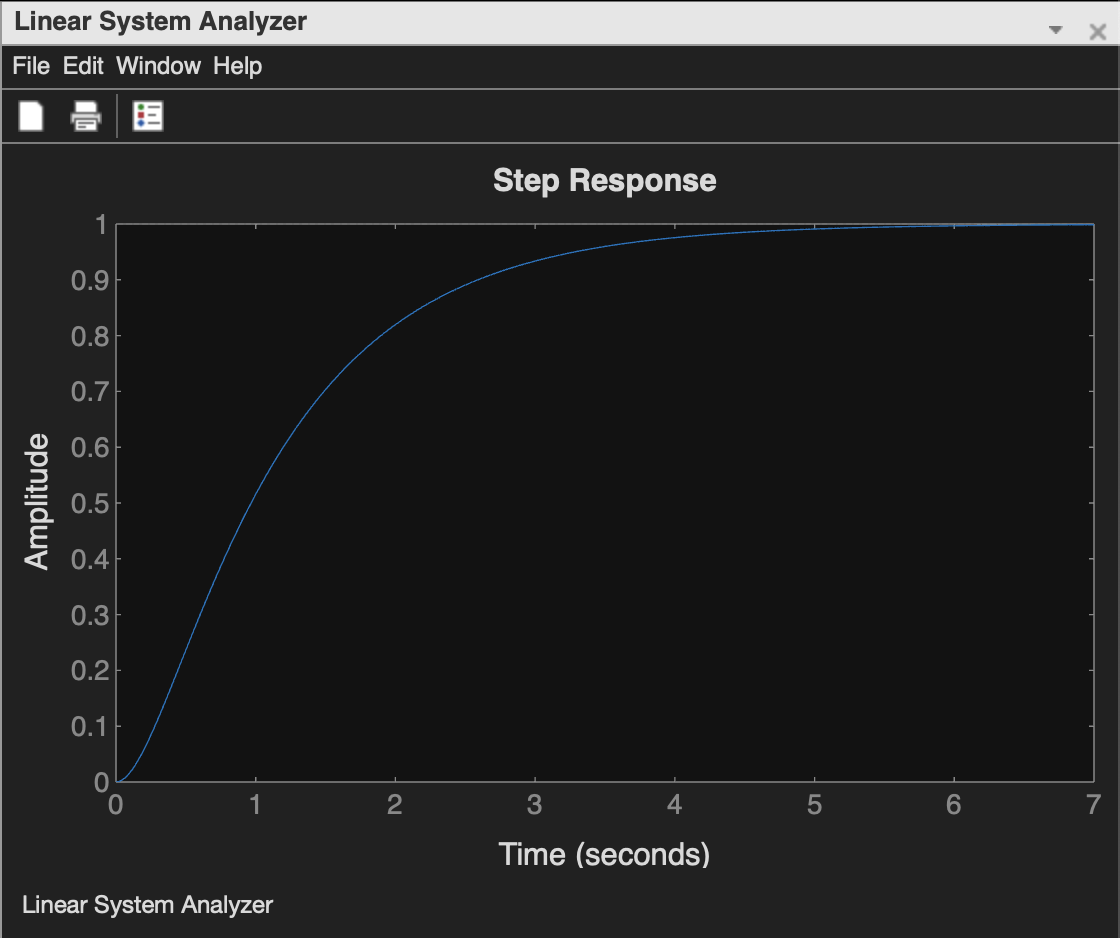 Linear System Analyzer
File Edit Window Help
Step Response
1
0.9
0.8
0.7
0.6
0.5
0.4
0.3
0.2
0.1
0
Amplitude
0 1 2 3 4 5 6 7
Time (seconds)
Linear System Analyzer